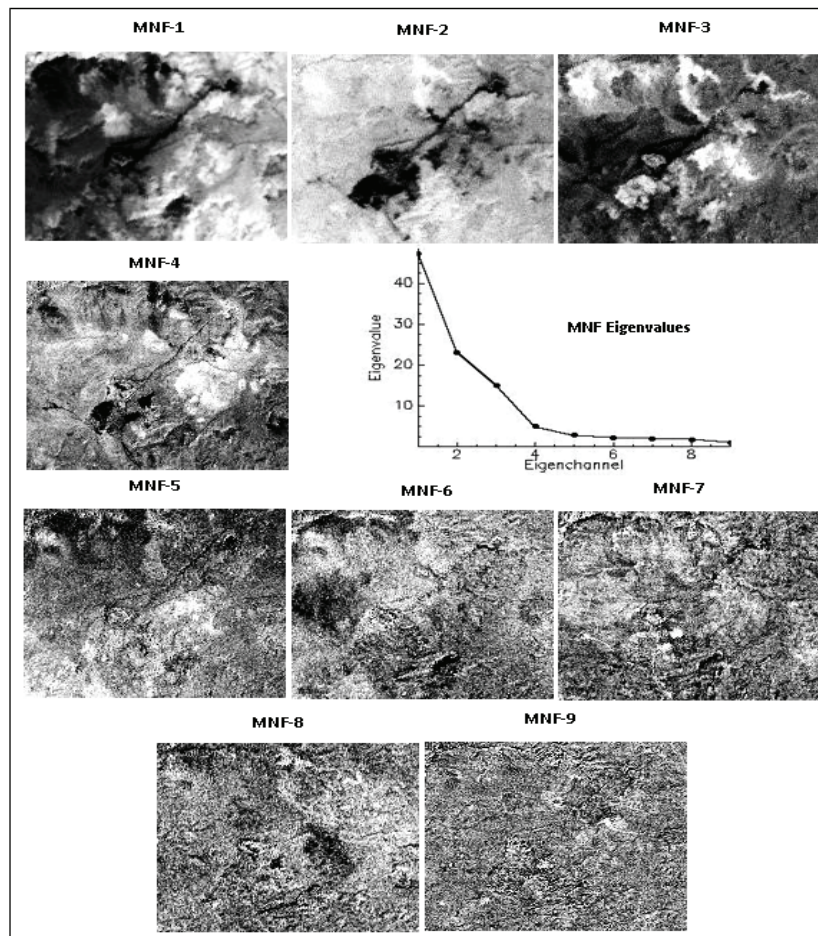 MNF-1
MNF-2
MNF-3
MNF-4
40
30
20
10
Eigenvalue
MNF Eigenvalues
2
4
6
8
Eigenchannel
MNF-5
MNF-6
MNF-7
MNF-8
MNF-9